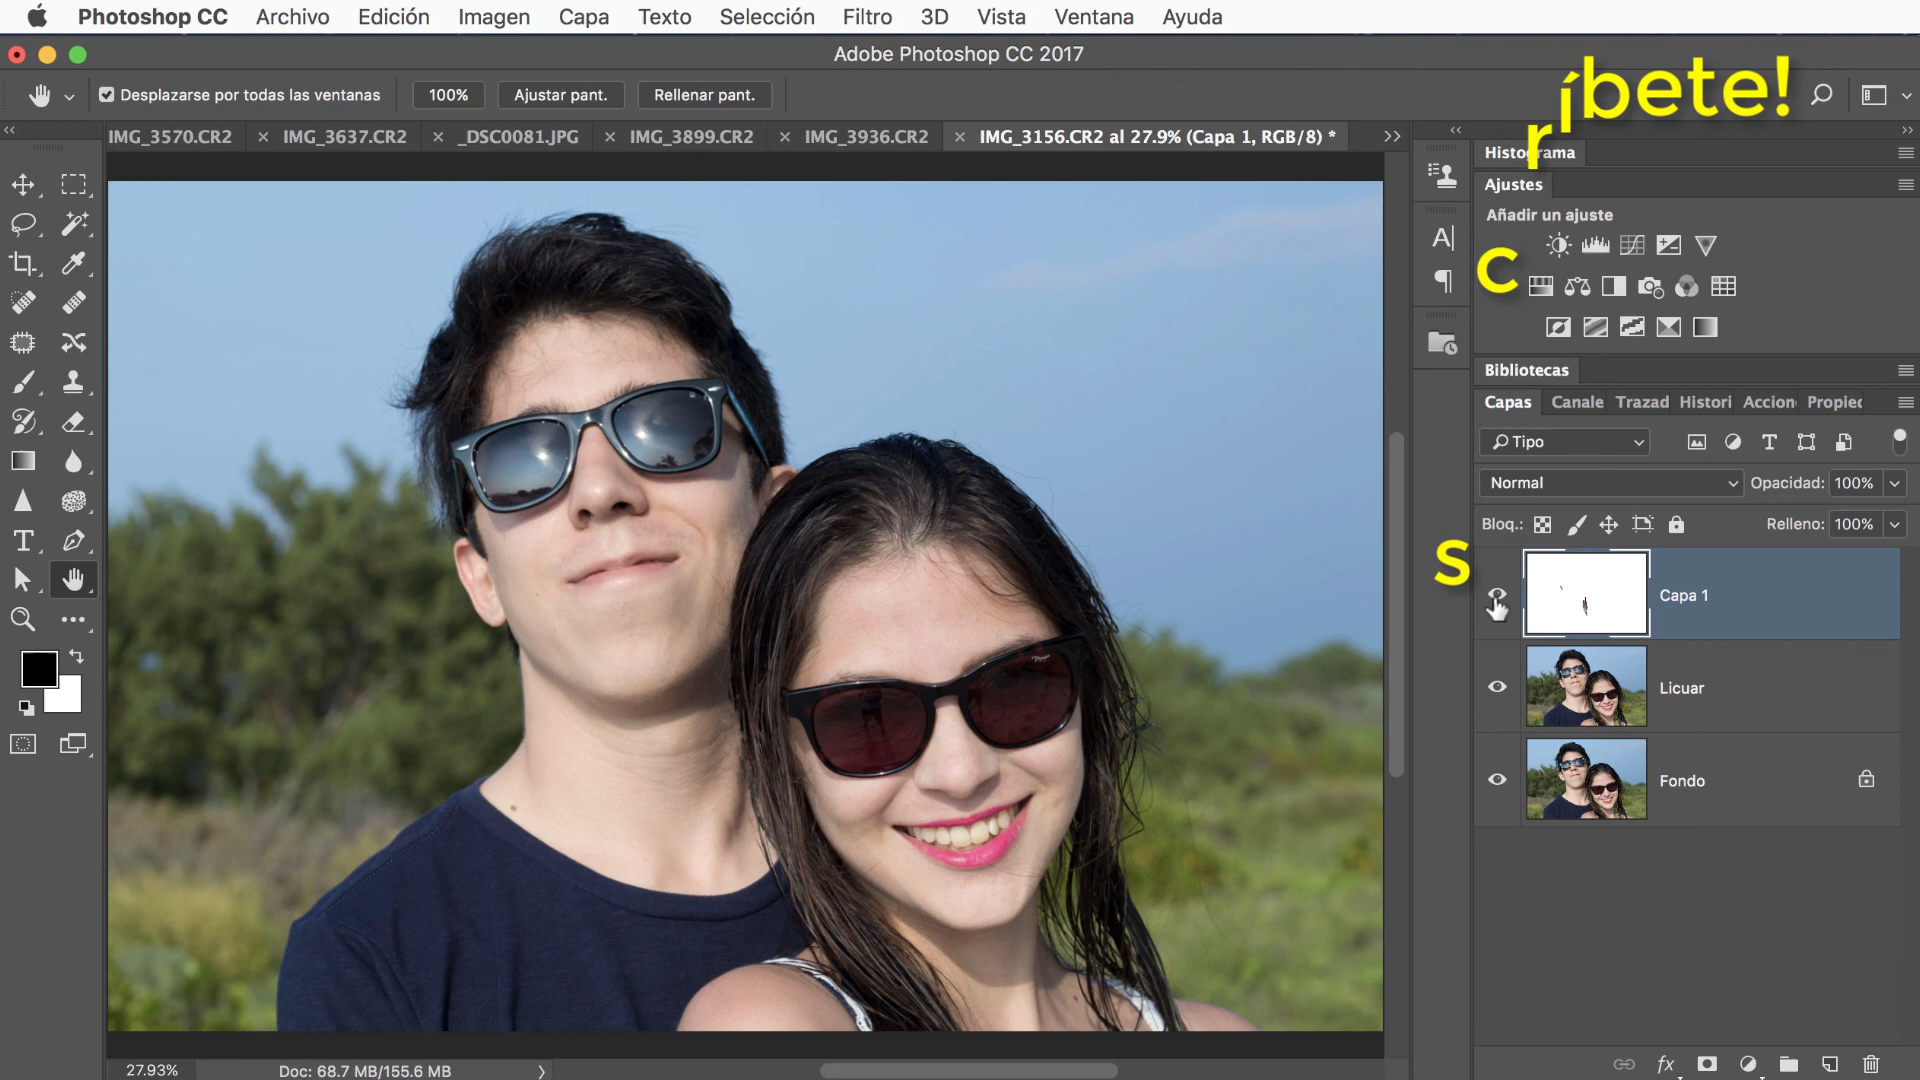 Photoshop CC Archivo Edición Imagen Capa Texto Selección Filtro 3D Vista Ventana Ayuda
Adobe Photoshop CC 2017
Desplazarse por todas las ventanas 100% Ajustar pant. Rellenar pant.
íbete!
r
C
S
IMG_3570.CR2 × IMG_3637.CR2 × _DSC0081.JPG × IMG_3899.CR2 × IMG_3936.CR2 × IMG_3156.CR2 al 27.9% (Capa 1, RGB/8) *
Histograma
Ajustes
Añadir un ajuste
Bibliotecas
Capas Canale Trazad Histori Accion Propied
Tipo
Normal Opacidad: 100%
Bloq.: Relleno: 100%
Capa 1
Licuar
Fondo
27.93% Doc: 68.7 MB/155.6 MB